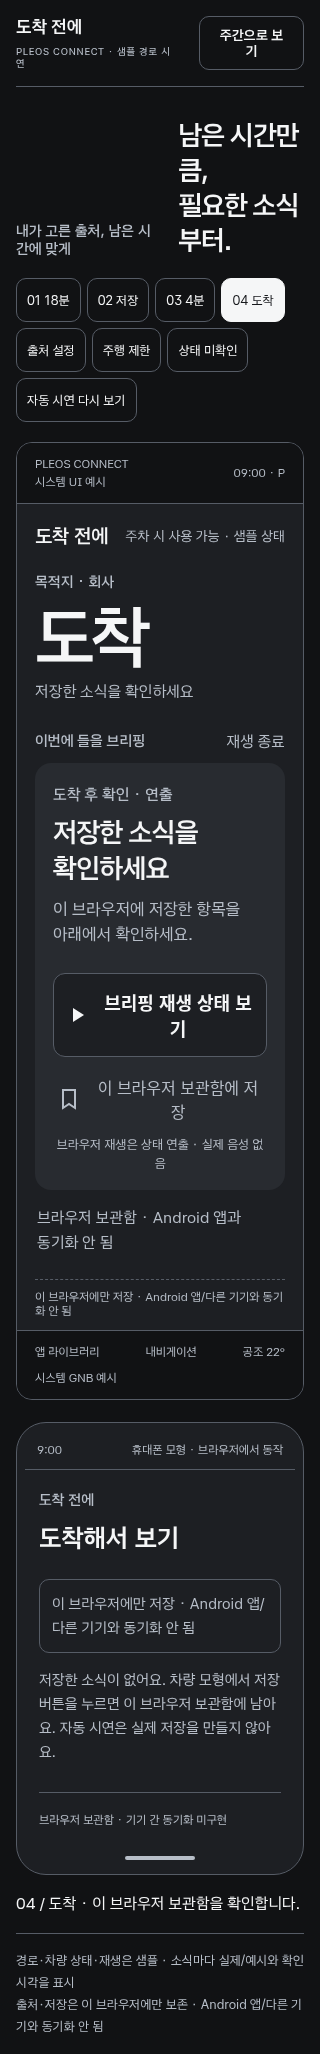 도착 전에
PLEOS CONNECT · 샘플 경로 시
연
주간으로 보
기
내가 고른 출처, 남은 시
간에 맞게
남은 시간만
큼,
필요한 소식
부터.
01 18분
02 저장
03 4분
04 도착
출처 설정
주행 제한
상태 미확인
자동 시연 다시 보기
PLEOS CONNECT
시스템 UI 예시
09:00 · P
도착 전에
주차 시 사용 가능 · 샘플 상태
목적지 · 회사
도착
저장한 소식을 확인하세요
이번에 들을 브리핑
재생 종료
도착 후 확인 · 연출
저장한 소식을
확인하세요
이 브라우저에 저장한 항목을
아래에서 확인하세요.
브리핑 재생 상태 보
기
이 브라우저 보관함에 저
장
브라우저 재생은 상태 연출 · 실제 음성 없
음
브라우저 보관함 · Android 앱과
동기화 안 됨
이 브라우저에만 저장 · Android 앱/다른 기기와 동기
화 안 됨
앱 라이브러리
내비게이션
공조 22°
시스템 GNB 예시
9:00
휴대폰 모형 · 브라우저에서 동작
도착 전에
도착해서 보기
이 브라우저에만 저장 · Android 앱/
다른 기기와 동기화 안 됨
저장한 소식이 없어요. 차량 모형에서 저장
버튼을 누르면 이 브라우저 보관함에 남아
요. 자동 시연은 실제 저장을 만들지 않아
요.
브라우저 보관함 · 기기 간 동기화 미구현
04 / 도착 · 이 브라우저 보관함을 확인합니다.
경로·차량 상태·재생은 샘플 · 소식마다 실제/예시와 확인
시각을 표시
출처·저장은 이 브라우저에만 보존 · Android 앱/다른 기
기와 동기화 안 됨